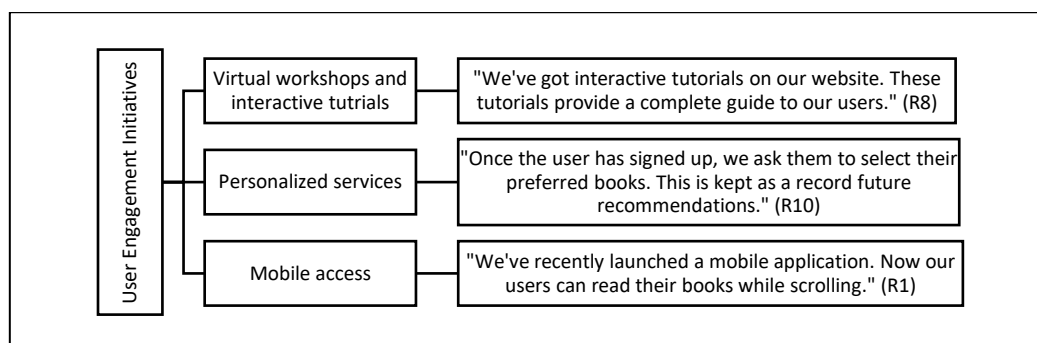 User Engagement Initiatives
Virtual workshops and
interactive tutrials
"We've got interactive tutorials on our website. These
tutorials provide a complete guide to our users." (R8)
Personalized services
"Once the user has signed up, we ask them to select their
preferred books. This is kept as a record future
recommendations." (R10)
Mobile access
"We've recently launched a mobile application. Now our
users can read their books while scrolling." (R1)